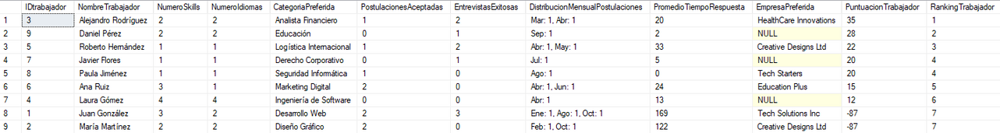 IDtrabajador NombreTrabajador NumeroSkills NumeroIdiomas CategoriaPreferida PostulacionesAceptadas EntrevistasExitosas DistribucionMensualPostulaciones PromedioTiempoRespuesta EmpresaPreferida PuntuacionTrabajador RankingTrabajador
1 3 Alejandro Rodríguez 2 2 Analista Financiero 1 2 Mar: 1, Abr: 1 20 HealthCare Innovations 35 1
2 9 Daniel Pérez 2 2 Educación 0 1 Sep: 1 2 NULL 28 2
3 5 Roberto Hernández 1 1 Logística Internacional 1 2 Abr: 1, May: 1 33 Creative Designs Ltd 22 3
4 7 Javier Flores 1 1 Derecho Corporativo 0 1 Jul: 1 5 NULL 20 4
5 8 Paula Jiménez 1 1 Seguridad Informática 1 0 Ago: 1 0 Tech Starters 20 4
6 6 Ana Ruiz 3 1 Marketing Digital 2 0 Abr: 1, Jun: 1 24 Education Plus 15 5
7 4 Laura Gómez 4 4 Ingeniería de Software 0 0 Abr: 1 13 NULL 12 6
8 1 Juan González 3 2 Desarrollo Web 2 3 Ene: 1, Ago: 1, Oct: 1 169 Tech Solutions Inc -87 7
9 2 María Martínez 2 2 Diseño Gráfico 2 0 Feb: 1, Oct: 1 122 Creative Designs Ltd -87 7